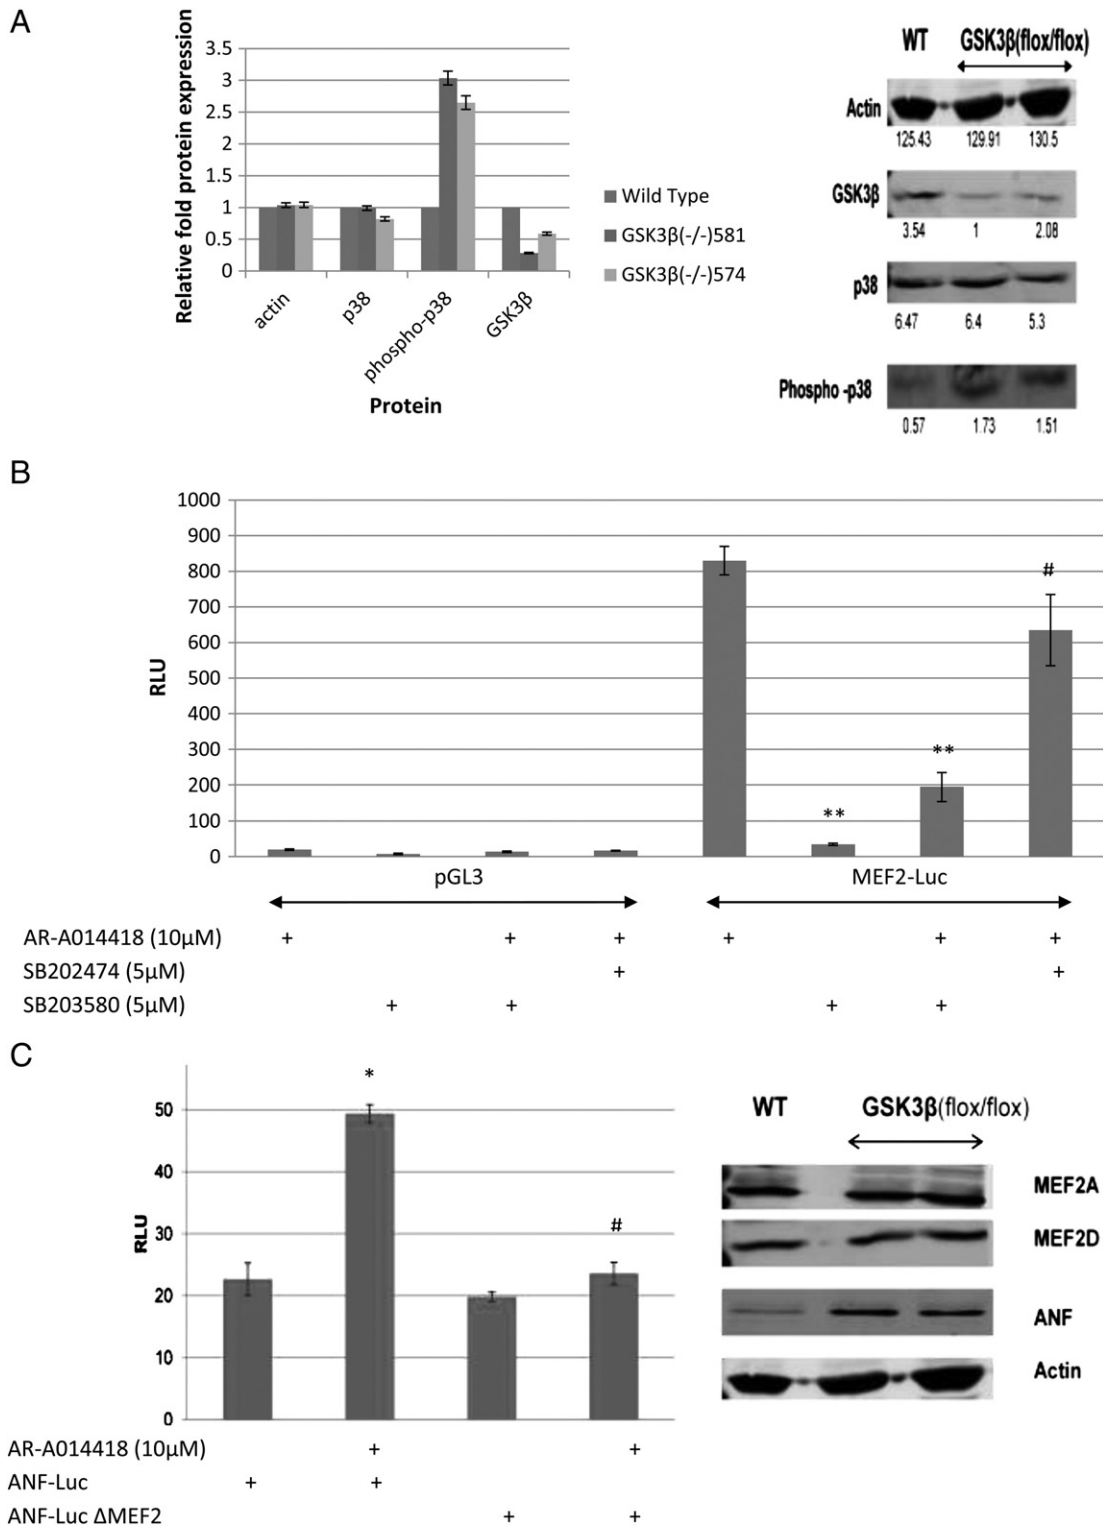 A
Relative fold protein expression
3.5
3
2.5
2
1.5
1
0.5
0
actin
p38
phospho-p38
GSK3β
Protein
Wild Type
GSK3β(-/-)581
GSK3β(-/-)574
WT GSK3β(flox/flox)
Actin
125.43 129.91 130.5
GSK3β
3.54 1 2.08
p38
6.47 6.4 5.3
Phospho -p38
0.57 1.73 1.51
B
RLU
1000
900
800
700
600
500
400
300
200
100
0
**
**
#
pGL3 MEF2-Luc
AR-A014418 (10μM) + + + + + +
SB202474 (5μM) + +
SB203580 (5μM) + + + +
C
RLU
50
40
30
20
10
0
*
#
AR-A014418 (10μM) + +
ANF-Luc + +
ANF-Luc ΔMEF2 + +
WT GSK3β(flox/flox)
MEF2A
MEF2D
ANF
Actin